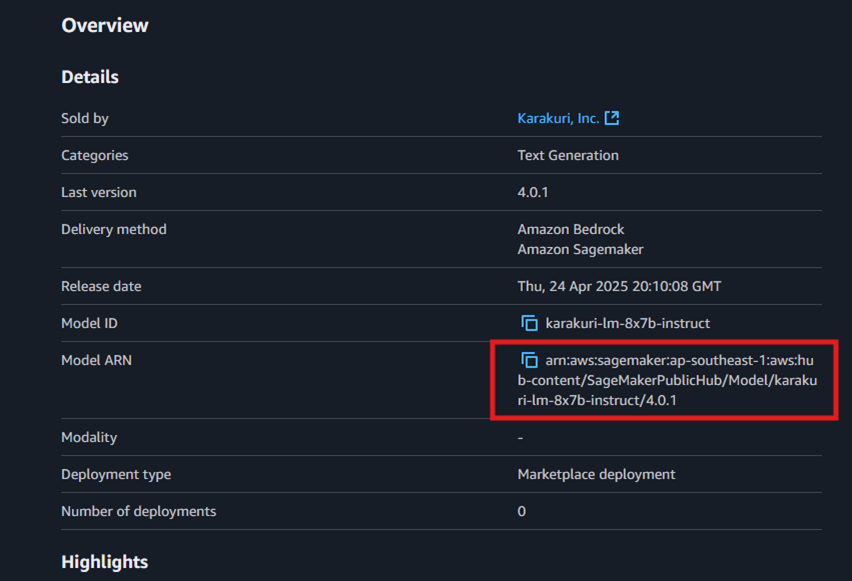 Overview
Details
Sold by Karakuri, Inc.
Categories Text Generation
Last version 4.0.1
Delivery method Amazon Bedrock
Amazon Sagemaker
Release date Thu, 24 Apr 2025 20:10:08 GMT
Model ID karakuri-lm-8x7b-instruct
Model ARN arn:aws:sagemaker:ap-southeast-1:aws:hu
b-content/SageMakerPublicHub/Model/karaku
ri-lm-8x7b-instruct/4.0.1
Modality -
Deployment type Marketplace deployment
Number of deployments 0
Highlights